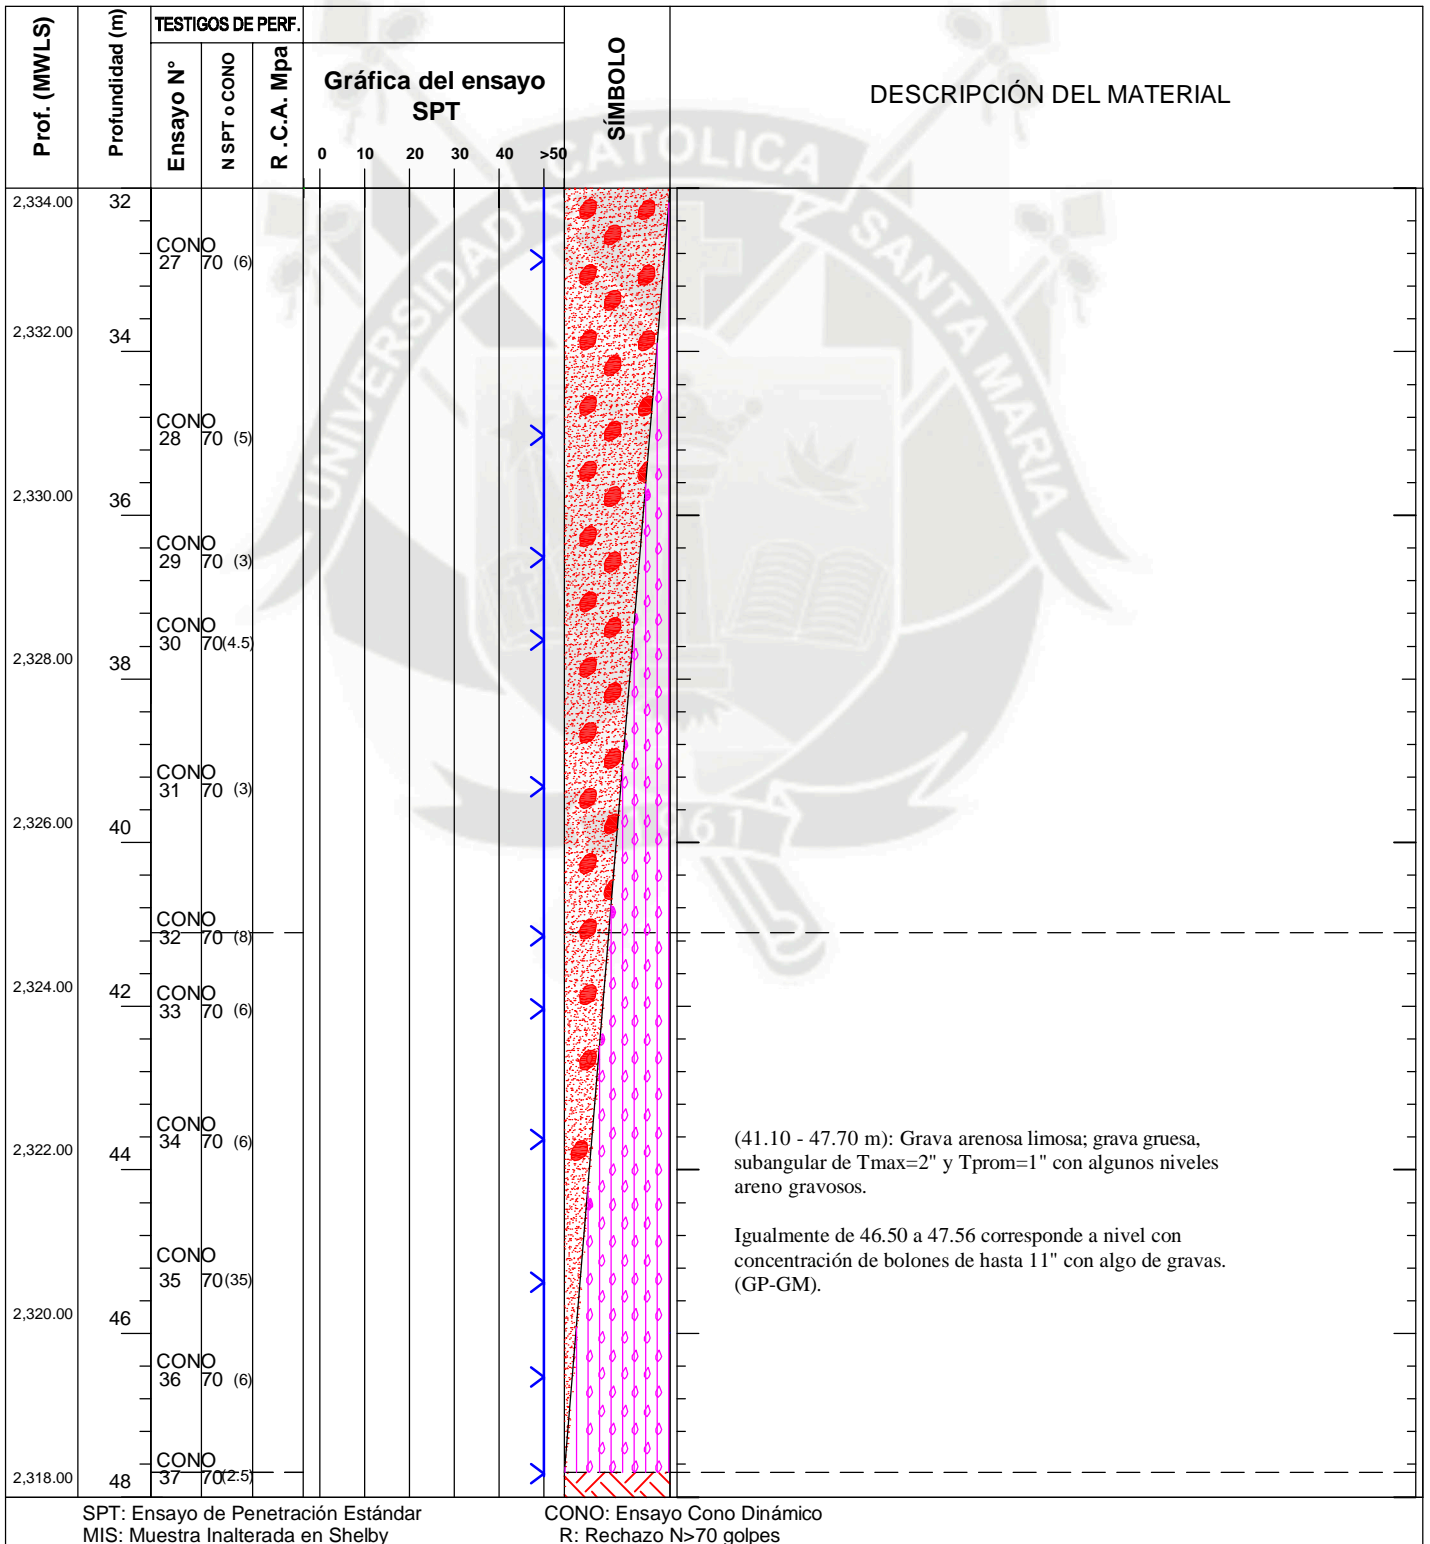 TESTIGOS DE PERF.
Prof. (MWLS)
Profundidad (m)
Ensayo N°
N SPT o CONO
R .C.A. Mpa
Gráfica del ensayo
SPT
0 10 20 30 40 >50
SÍMBOLO
DESCRIPCIÓN DEL MATERIAL
UNIVERSIDAD CATOLICA SANTA MARIA
2,334.00 32
CONO
27 70 (6)
2,332.00 34
CONO
28 70 (5)
2,330.00 36
CONO
29 70 (3)
CONO
30 70(4.5)
2,328.00 38
CONO
31 70 (3)
2,326.00 40
CONO
32 70 (8)
2,324.00 42
CONO
33 70 (6)
CONO
34 70 (6)
2,322.00 44
(41.10 - 47.70 m): Grava arenosa limosa; grava gruesa,
subangular de Tmax=2" y Tprom=1" con algunos niveles
areno gravosos.
Igualmente de 46.50 a 47.56 corresponde a nivel con
concentración de bolones de hasta 11" con algo de gravas.
(GP-GM).
CONO
35 70(35)
2,320.00 46
CONO
36 70 (6)
CONO
37 70(2.5)
2,318.00 48
SPT: Ensayo de Penetración Estándar CONO: Ensayo Cono Dinámico
MIS: Muestra Inalterada en Shelby R: Rechazo N>70 golpes